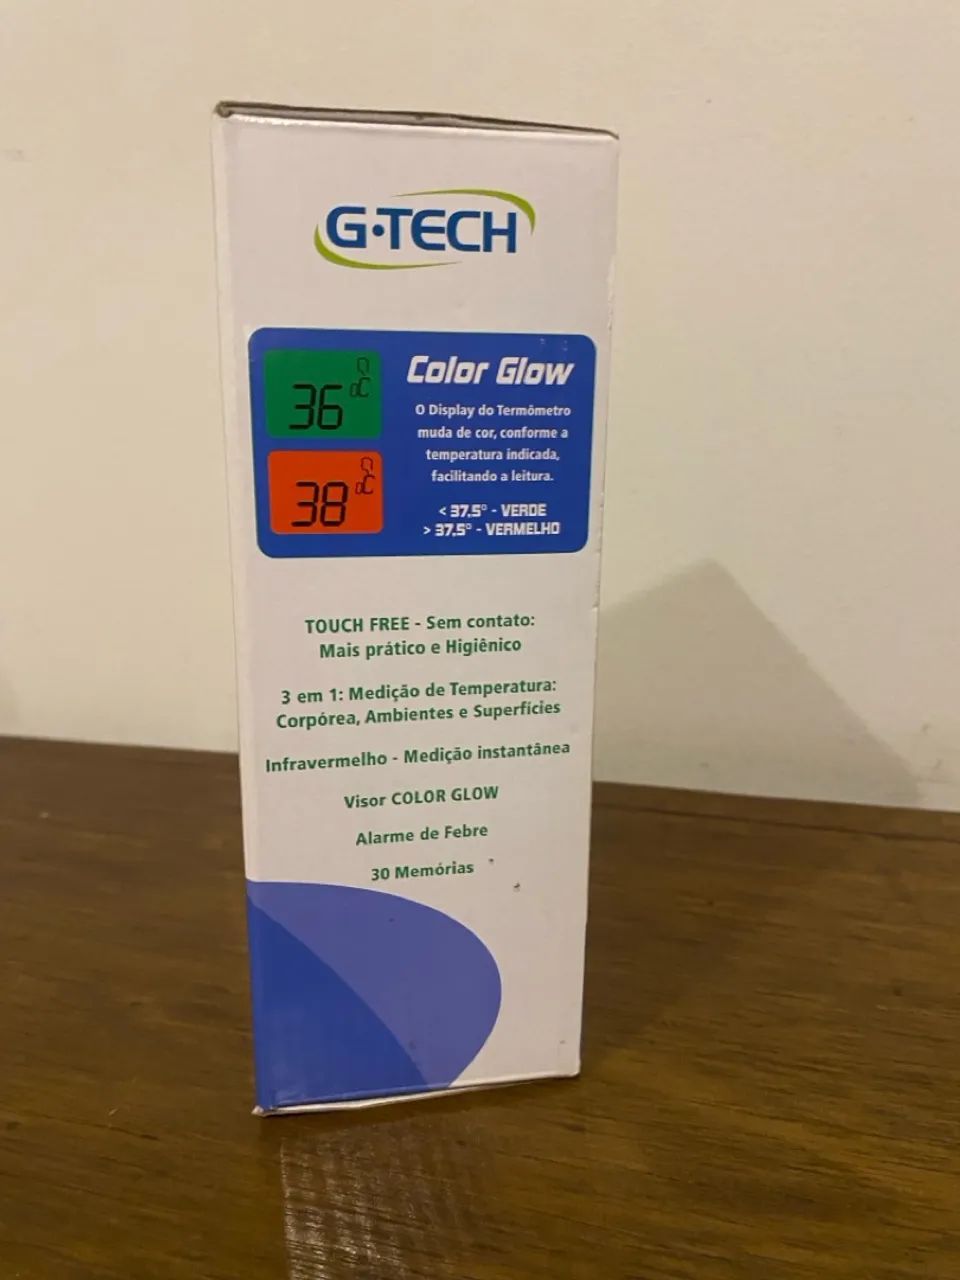 G·TECH
36 °C
38 °C
Color Glow
O Display do Termômetro
muda de cor, conforme a
temperatura indicada,
facilitando a leitura.
< 37,5° - VERDE
> 37,5° - VERMELHO
TOUCH FREE - Sem contato:
Mais prático e Higiênico
3 em 1: Medição de Temperatura:
Corpórea, Ambientes e Superfícies
Infravermelho - Medição instantânea
Visor COLOR GLOW
Alarme de Febre
30 Memórias